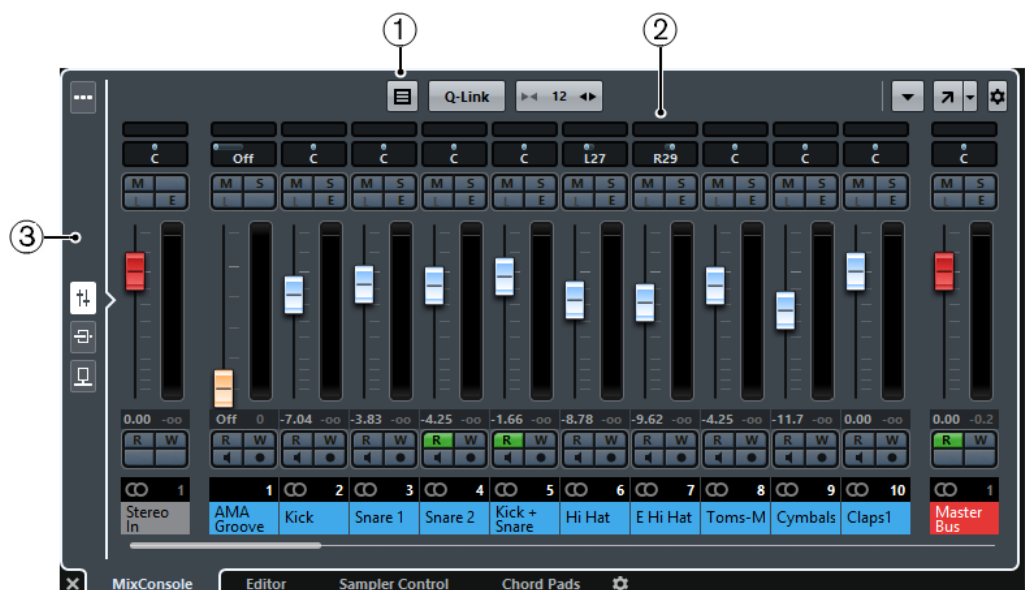 1
2
3
Q-Link 12
C Off C C C C L27 R29 C C C C
M M S M S M S M S M S M S M S M S M S M S M S
L E L L E L E L E L E L E L E L E L E L E L E
0.00 -oo Off 0 -7.04 -oo -3.83 -oo -4.25 -oo -1.66 -oo -8.78 -oo -9.62 -oo -4.25 -oo -11.7 -oo 0.00 -oo 0.00 -0.2
R W R W R W R W R W R W R W R W R W R W R W R W
1 1 2 3 4 5 6 7 8 9 10 1
Stereo In
AMA Groove
Kick
Snare 1
Snare 2
Kick + Snare
Hi Hat
E Hi Hat
Toms-M
Cymbals
Claps1
Master Bus
MixConsole Editor Sampler Control Chord Pads